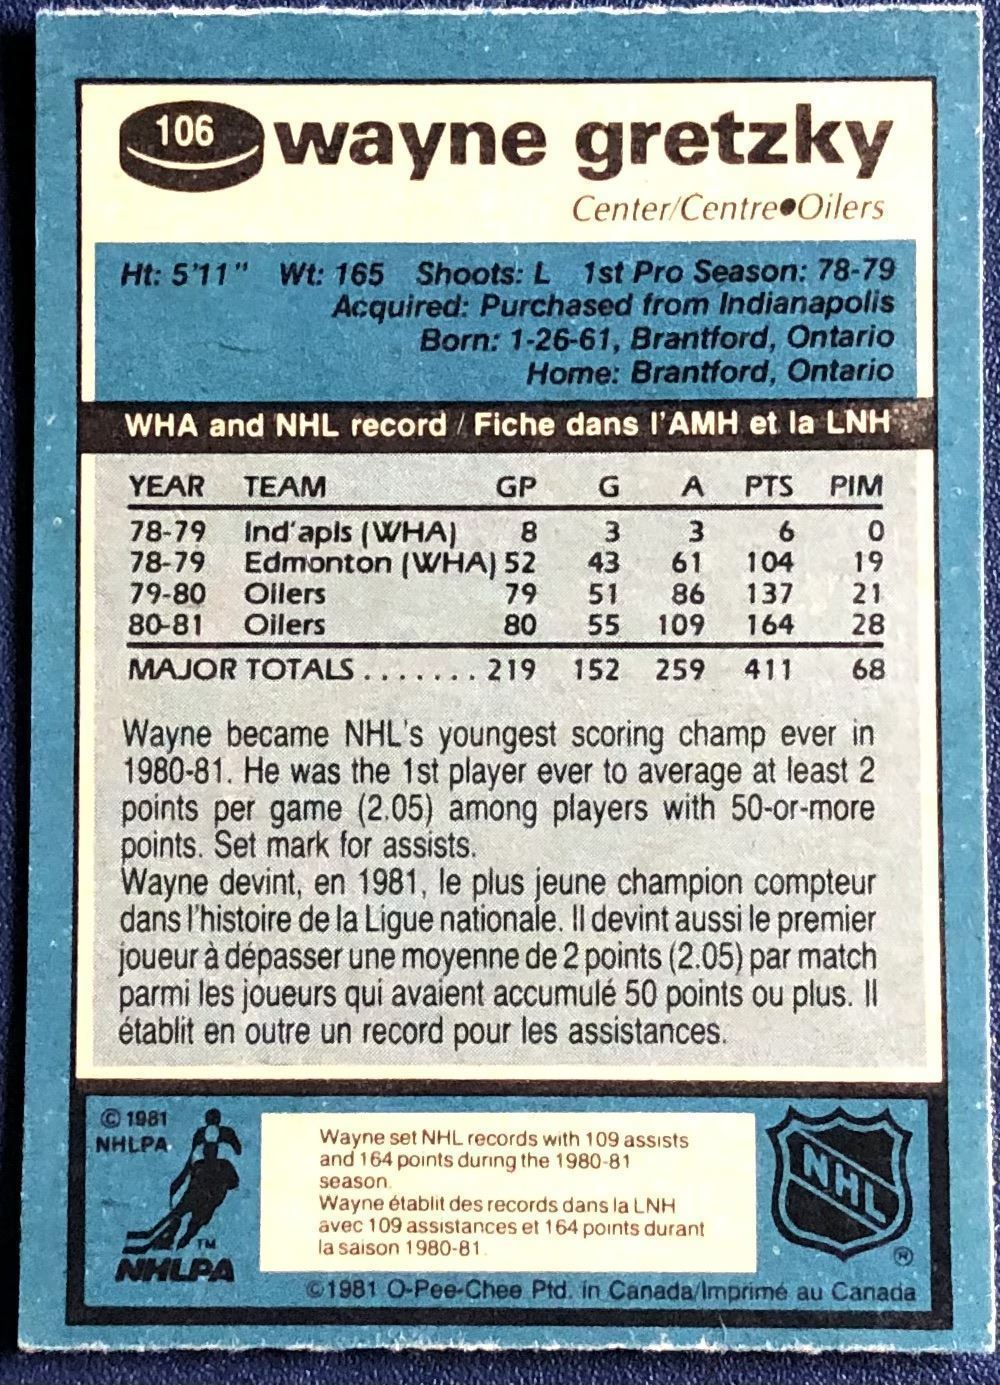 106 wayne gretzky
Center/Centre●Oilers
Ht: 5'11" Wt: 165 Shoots: L 1st Pro Season: 78-79
Acquired: Purchased from Indianapolis
Born: 1-26-61, Brantford, Ontario
Home: Brantford, Ontario
WHA and NHL record / Fiche dans l'AMH et la LNH
YEAR TEAM GP G A PTS PIM
78-79 Ind'apls (WHA) 8 3 3 6 0
78-79 Edmonton (WHA) 52 43 61 104 19
79-80 Oilers 79 51 86 137 21
80-81 Oilers 80 55 109 164 28
MAJOR TOTALS ....... 219 152 259 411 68
Wayne became NHL's youngest scoring champ ever in
1980-81. He was the 1st player ever to average at least 2
points per game (2.05) among players with 50-or-more
points. Set mark for assists.
Wayne devint, en 1981, le plus jeune champion compteur
dans l'histoire de la Ligue nationale. Il devint aussi le premier
joueur à dépasser une moyenne de 2 points (2.05) par match
parmi les joueurs qui avaient accumulé 50 points ou plus. Il
établit en outre un record pour les assistances.
© 1981
NHLPA
TM
NHLPA
Wayne set NHL records with 109 assists
and 164 points during the 1980-81
season.
Wayne établit des records dans la LNH
avec 109 assistances et 164 points durant
la saison 1980-81.
NHL
®
©1981 O-Pee-Chee Ptd. in Canada/Imprimé au Canada